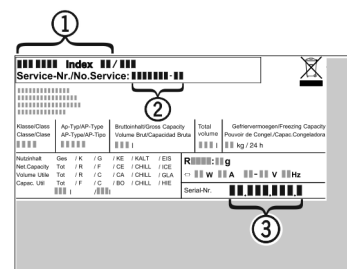 1
Index /
Service-Nr./No.Service: -
2
Klasse/Class Ap-Typ/AP-Type Bruttoinhalt/Gross Capacity Total Gefriervermoegen/Freezing Capacity
Classe/Clase AP-Type/AP-Tipo Volume Brut/Capacidad Bruta volume Pouvoir de Congel./Capac.Congeladora
l l kg / 24 h
Nutzinhalt Ges / K / G / KE / KALT / EIS
Net.Capacity Tot / R / F / CE / CHILL / ICE
Volume Utile Tot / R / C / CA / CHILL / GLA
Capac. Util Tot / F / C / BO / CHILL / HIE
l / l
R : g
W A - V Hz
Serial-Nr.
3